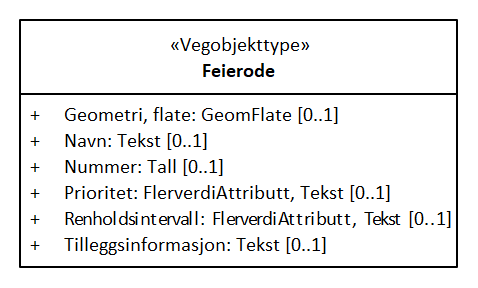 «Vegobjekttype»
Feierode
+ Geometri, flate: GeomFlate [0..1]
+ Navn: Tekst [0..1]
+ Nummer: Tall [0..1]
+ Prioritet: FlerverdiAttributt, Tekst [0..1]
+ Renholdsintervall: FlerverdiAttributt, Tekst [0..1]
+ Tilleggsinformasjon: Tekst [0..1]